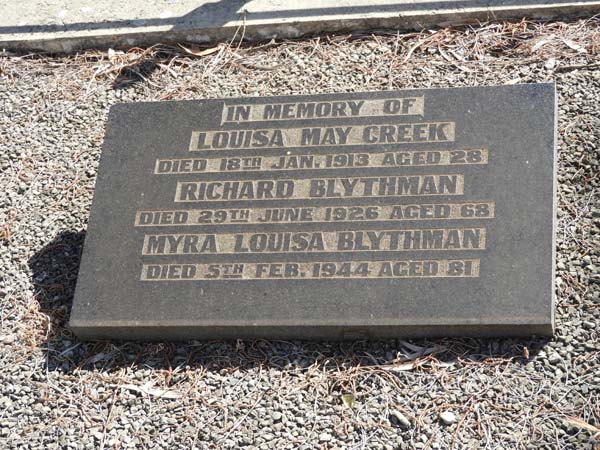 IN MEMORY OF
LOUISA MAY CREEK
DIED 18TH JAN. 1913 AGED 28
RICHARD BLYTHMAN
DIED 29TH JUNE 1926 AGED 68
MYRA LOUISA BLYTHMAN
DIED 5TH FEB. 1944 AGED 81